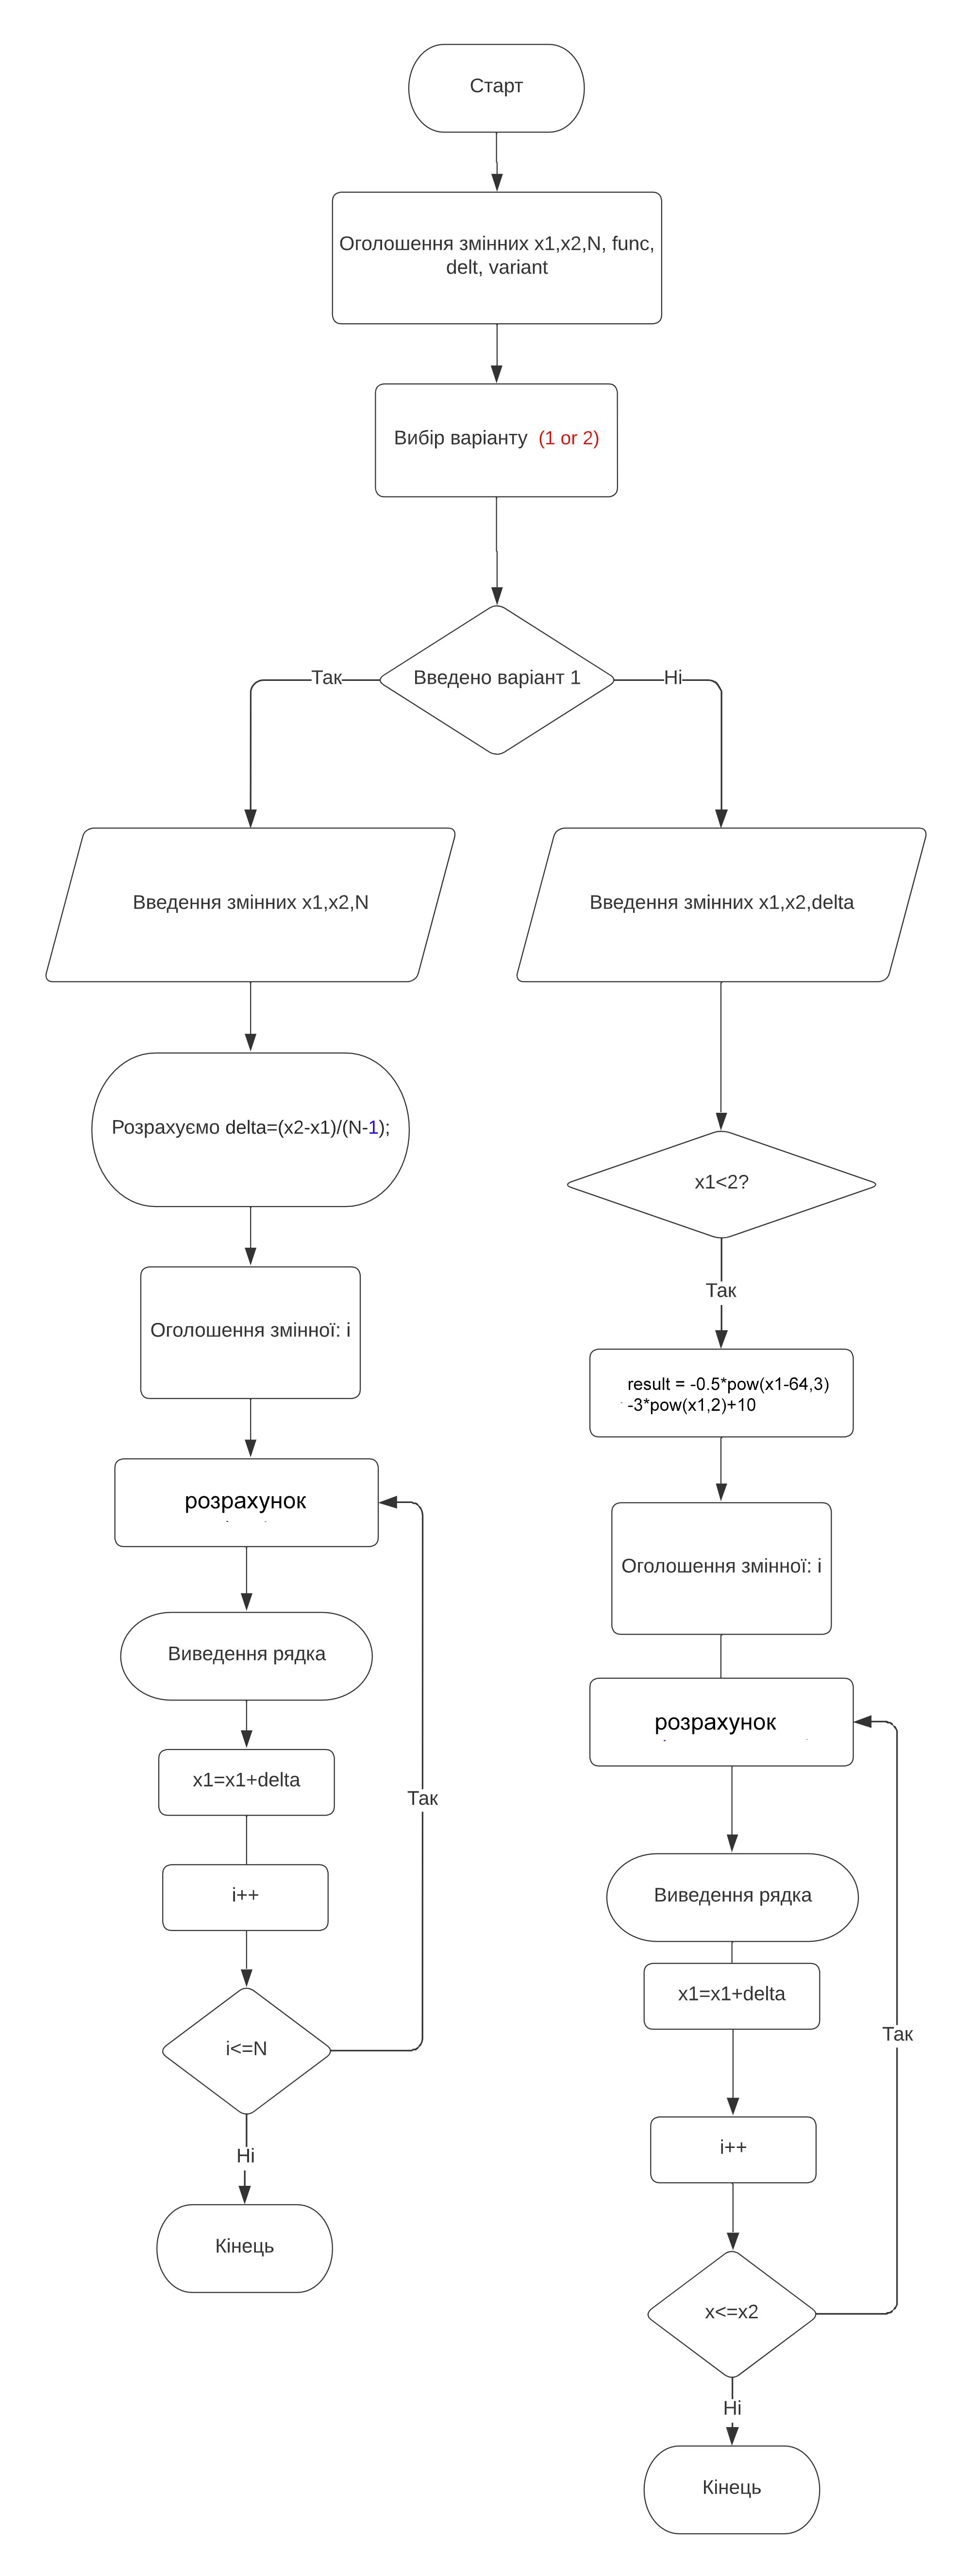 Старт
Оголошення змінних x1,x2,N, func,
delt, variant
Вибір варіанту (1 or 2)
Введено варіант 1
Так
Ні
Введення змінних x1,x2,N
Введення змінних x1,x2,delta
Розрахуємо delta=(x2-x1)/(N-1);
x1<2?
Так
Оголошення змінної: i
result = -0.5*pow(x1-64,3)
-3*pow(x1,2)+10
розрахунок
Оголошення змінної: i
Виведення рядка
розрахунок
x1=x1+delta
Так
i++
Виведення рядка
x1=x1+delta
i<=N
Так
Ні
i++
Кінець
x<=x2
Ні
Кінець